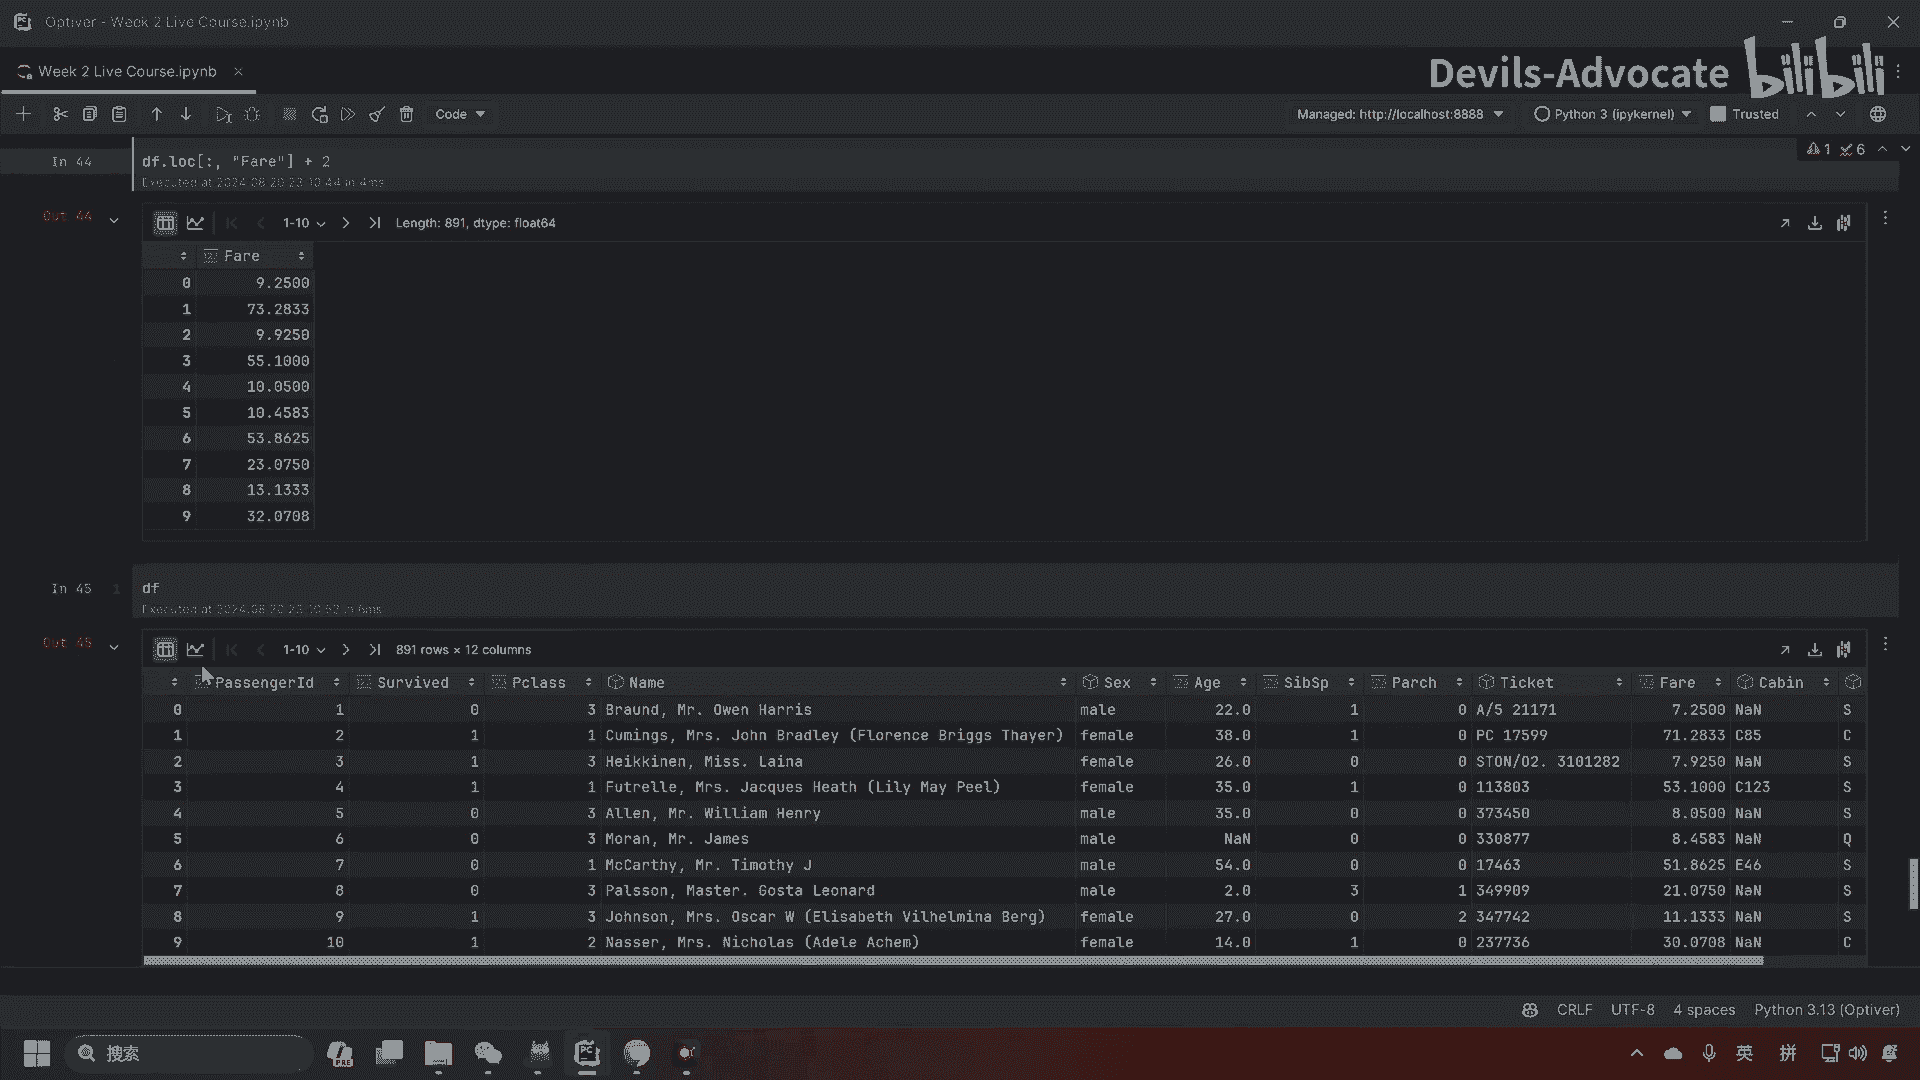 Optiver - Week 2 Live Course.ipynb
Week 2 Live Course.ipynb
Devils-Advocate bilibili
Code Managed: http://localhost:8888 Python 3 (ipykernel) Trusted
In 44 df.loc[:, "Fare"] + 2 1 6
Executed at 2024.08.20 23:10:44 in 4ms
Out 44 1-10 Length: 891, dtype: float64
Fare
0 9.2500
1 73.2833
2 9.9250
3 55.1000
4 10.0500
5 10.4583
6 53.8625
7 23.0750
8 13.1333
9 32.0708
In 45 1 df
Executed at 2024.08.20 23:10:52 in 6ms
Out 45 1-10 891 rows × 12 columns
PassengerId Survived Pclass Name Sex Age SibSp Parch Ticket Fare Cabin
0 1 0 3 Braund, Mr. Owen Harris male 22.0 1 0 A/5 21171 7.2500 NaN S
1 2 1 1 Cumings, Mrs. John Bradley (Florence Briggs Thayer) female 38.0 1 0 PC 17599 71.2833 C85 C
2 3 1 3 Heikkinen, Miss. Laina female 26.0 0 0 STON/O2. 3101282 7.9250 NaN S
3 4 1 1 Futrelle, Mrs. Jacques Heath (Lily May Peel) female 35.0 1 0 113803 53.1000 C123 S
4 5 0 3 Allen, Mr. William Henry male 35.0 0 0 373450 8.0500 NaN S
5 6 0 3 Moran, Mr. James male NaN 0 0 330877 8.4583 NaN Q
6 7 0 1 McCarthy, Mr. Timothy J male 54.0 0 0 17463 51.8625 E46 S
7 8 0 3 Palsson, Master. Gosta Leonard male 2.0 3 1 349909 21.0750 NaN S
8 9 1 3 Johnson, Mrs. Oscar W (Elisabeth Vilhelmina Berg) female 27.0 0 2 347742 11.1333 NaN S
9 10 1 2 Nasser, Mrs. Nicholas (Adele Achem) female 14.0 1 0 237736 30.0708 NaN C
CRLF UTF-8 4 spaces Python 3.13 (Optiver)
搜索 英 拼